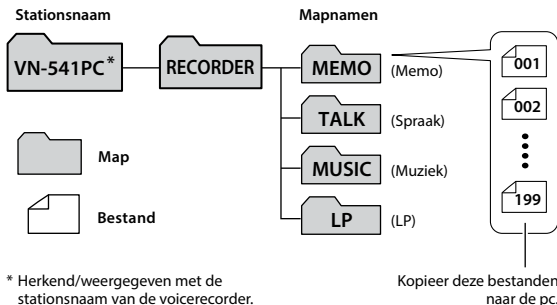 Stationsnaam
Mapnamen
VN-541PC*
RECORDER
MEMO
(Memo)
TALK
(Spraak)
MUSIC
(Muziek)
LP
(LP)
001
002
199
Map
Bestand
* Herkend/weergegeven met de
stationsnaam van de voicerecorder.
Kopieer deze bestanden
naar de pc.